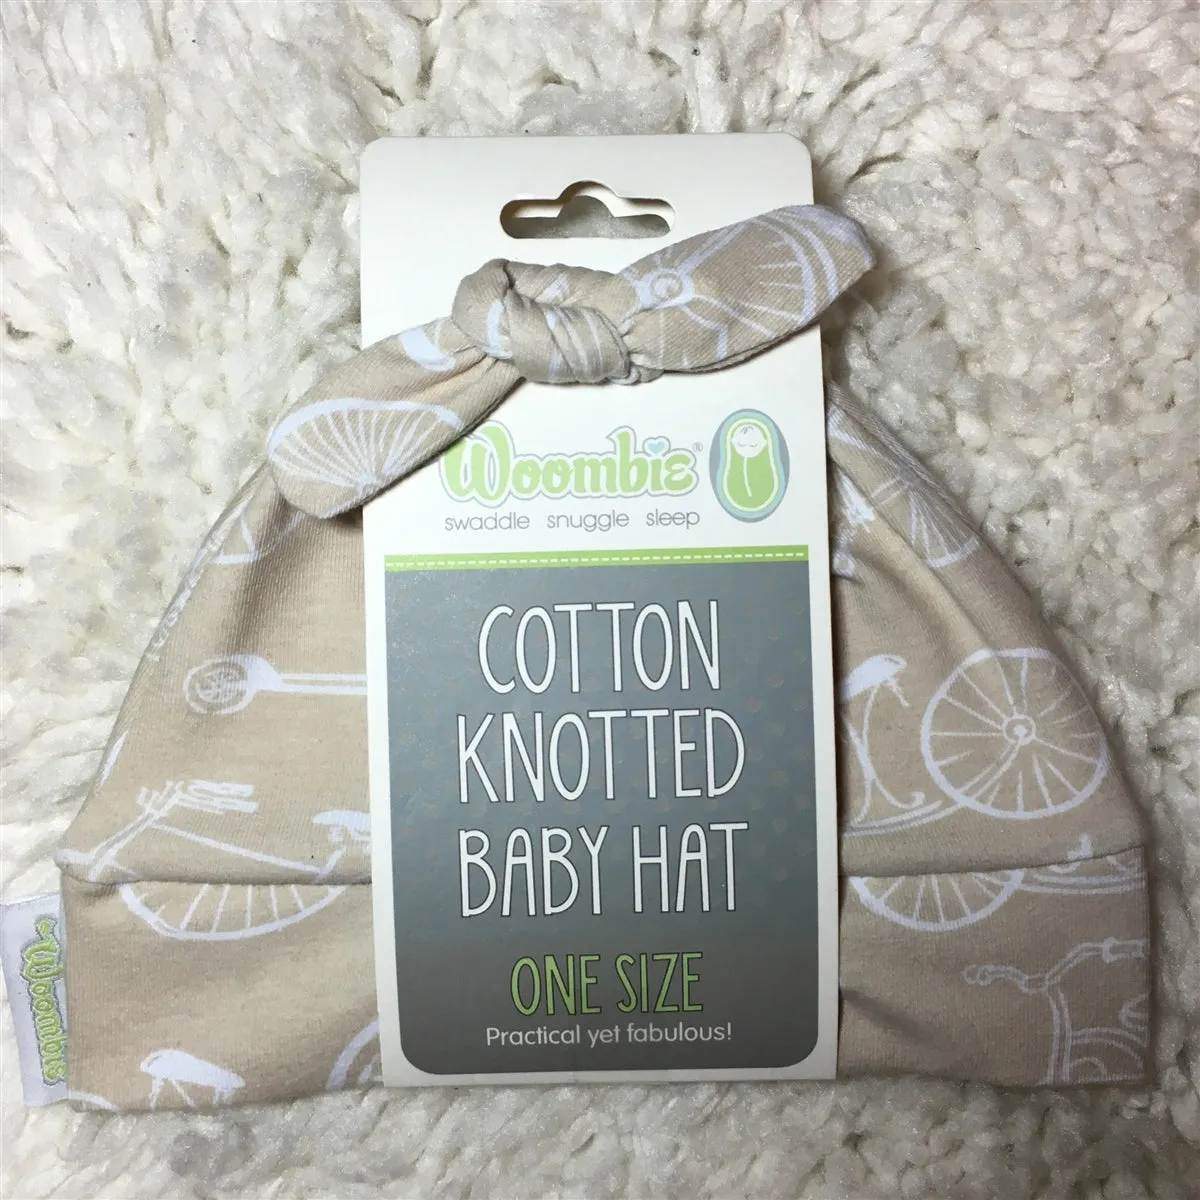 Woombie®
swaddle snuggle sleep
COTTON
KNOTTED
BABY HAT
ONE SIZE
Practical yet fabulous!
Woombie